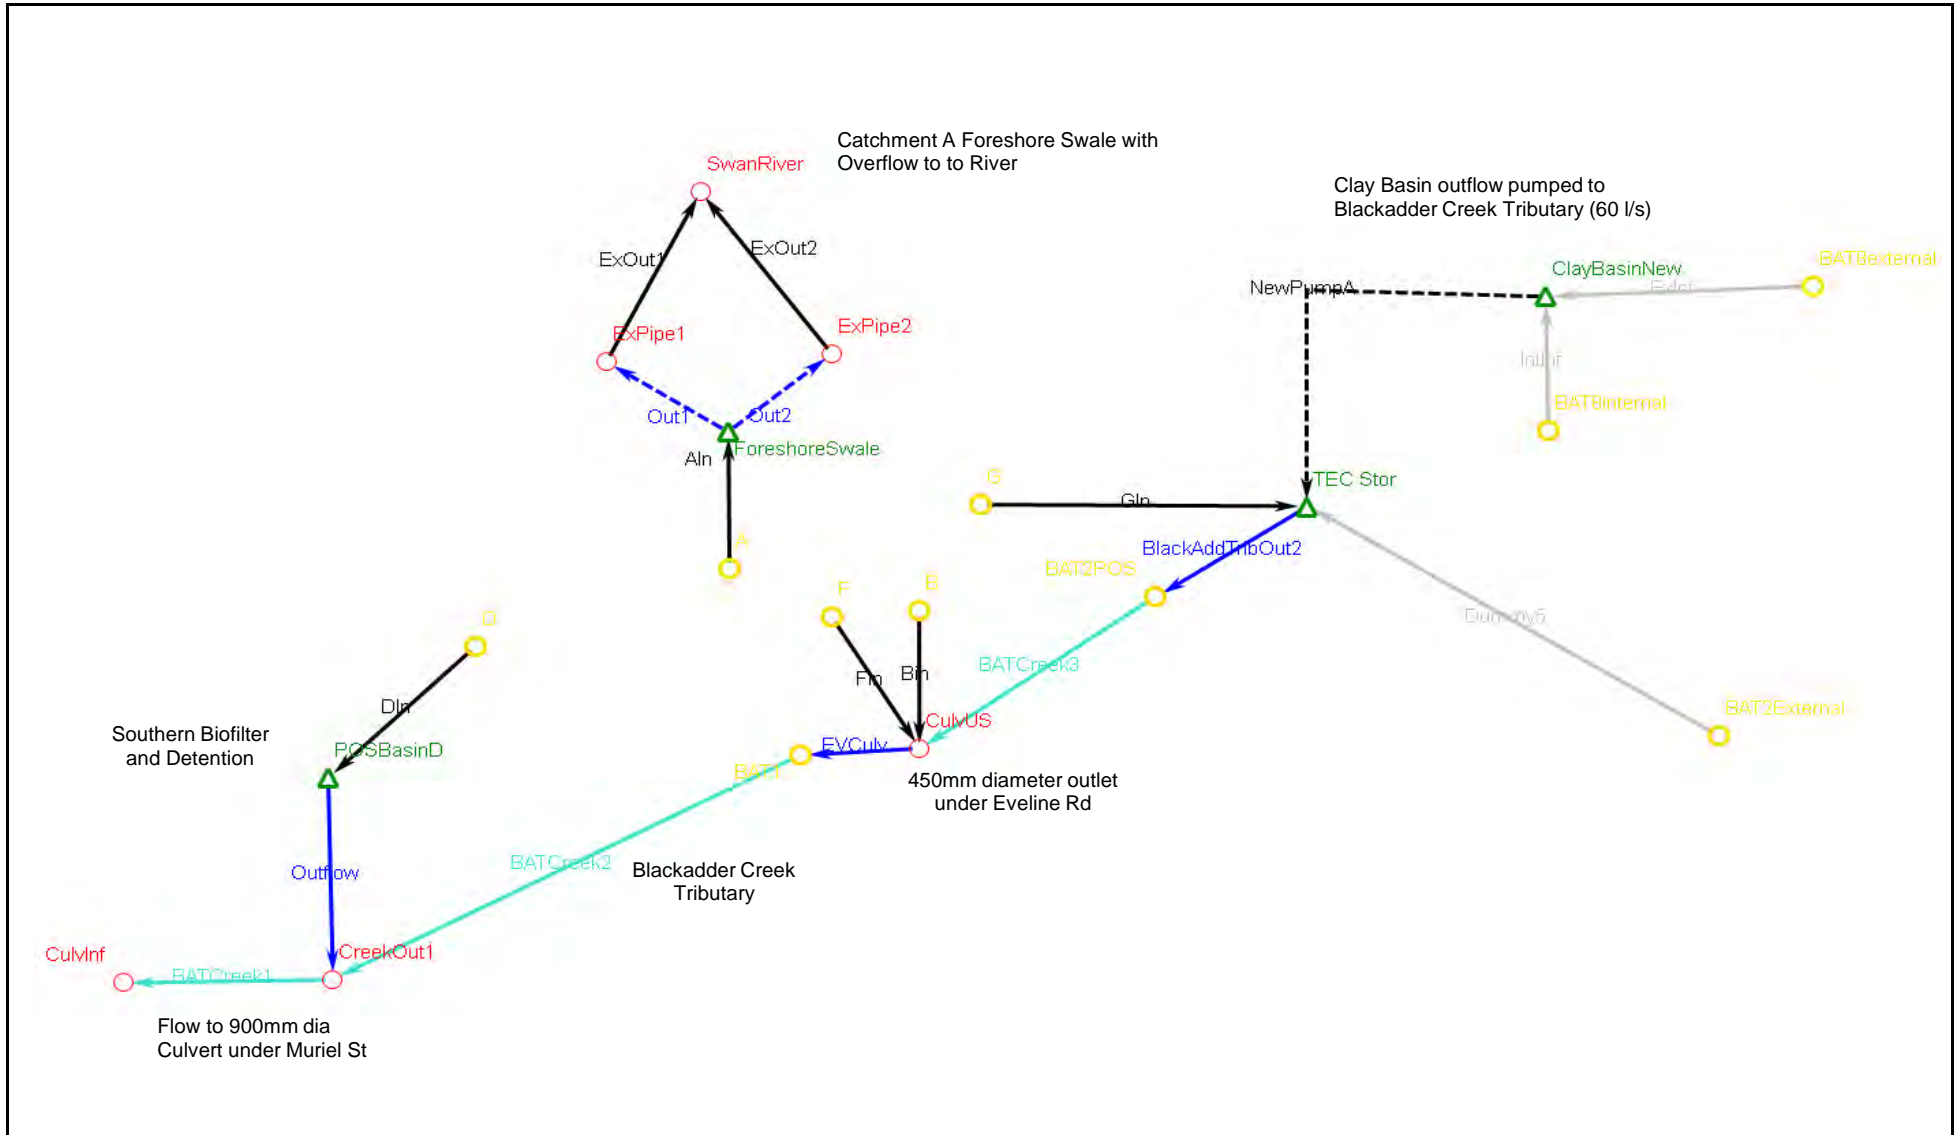 Catchment A Foreshore Swale with
Overflow to to River
SwanRiver
Clay Basin outflow pumped to
Blackadder Creek Tributary (60 l/s)
ExOut1
ExOut2
BAT8external
ClayBasinNew
ExInf
NewPumpA
ExPipe1
ExPipe2
IntInf
BAT8internal
Out1
Out2
ForeshoreSwale
AIn
G
GIn
TEC Stor
A
BlackAddTribOut2
BAT2POS
F
B
D
Dummy5
BATCreek3
FIn
Bin
DIn
BAT2External
CulvUS
Southern Biofilter
and Detention
POSBasinD
EVCulv
BAT1
450mm diameter outlet
under Eveline Rd
BATCreek2
Blackadder Creek
Tributary
Outflow
CulvInf
CreekOut1
BATCreek1
Flow to 900mm dia
Culvert under Muriel St